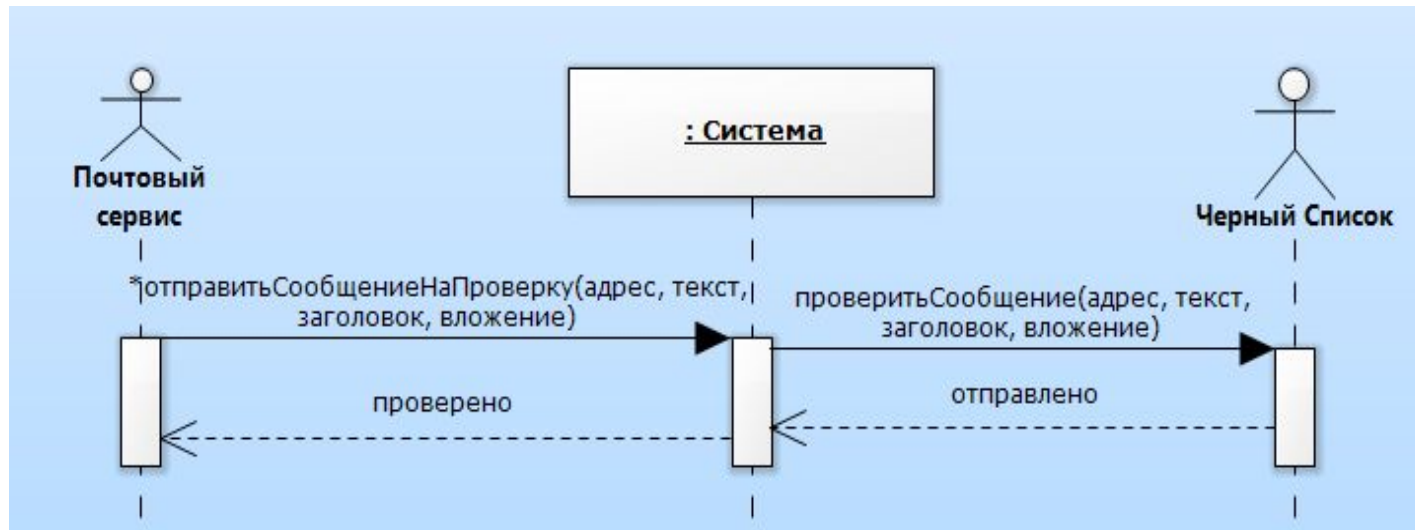 : Система
Почтовый
сервис
Черный Список
*отправитьСообщениеНаПроверку(адрес, текст,
заголовок, вложение)
проверитьСообщение(адрес, текст,
заголовок, вложение)
проверено
отправлено